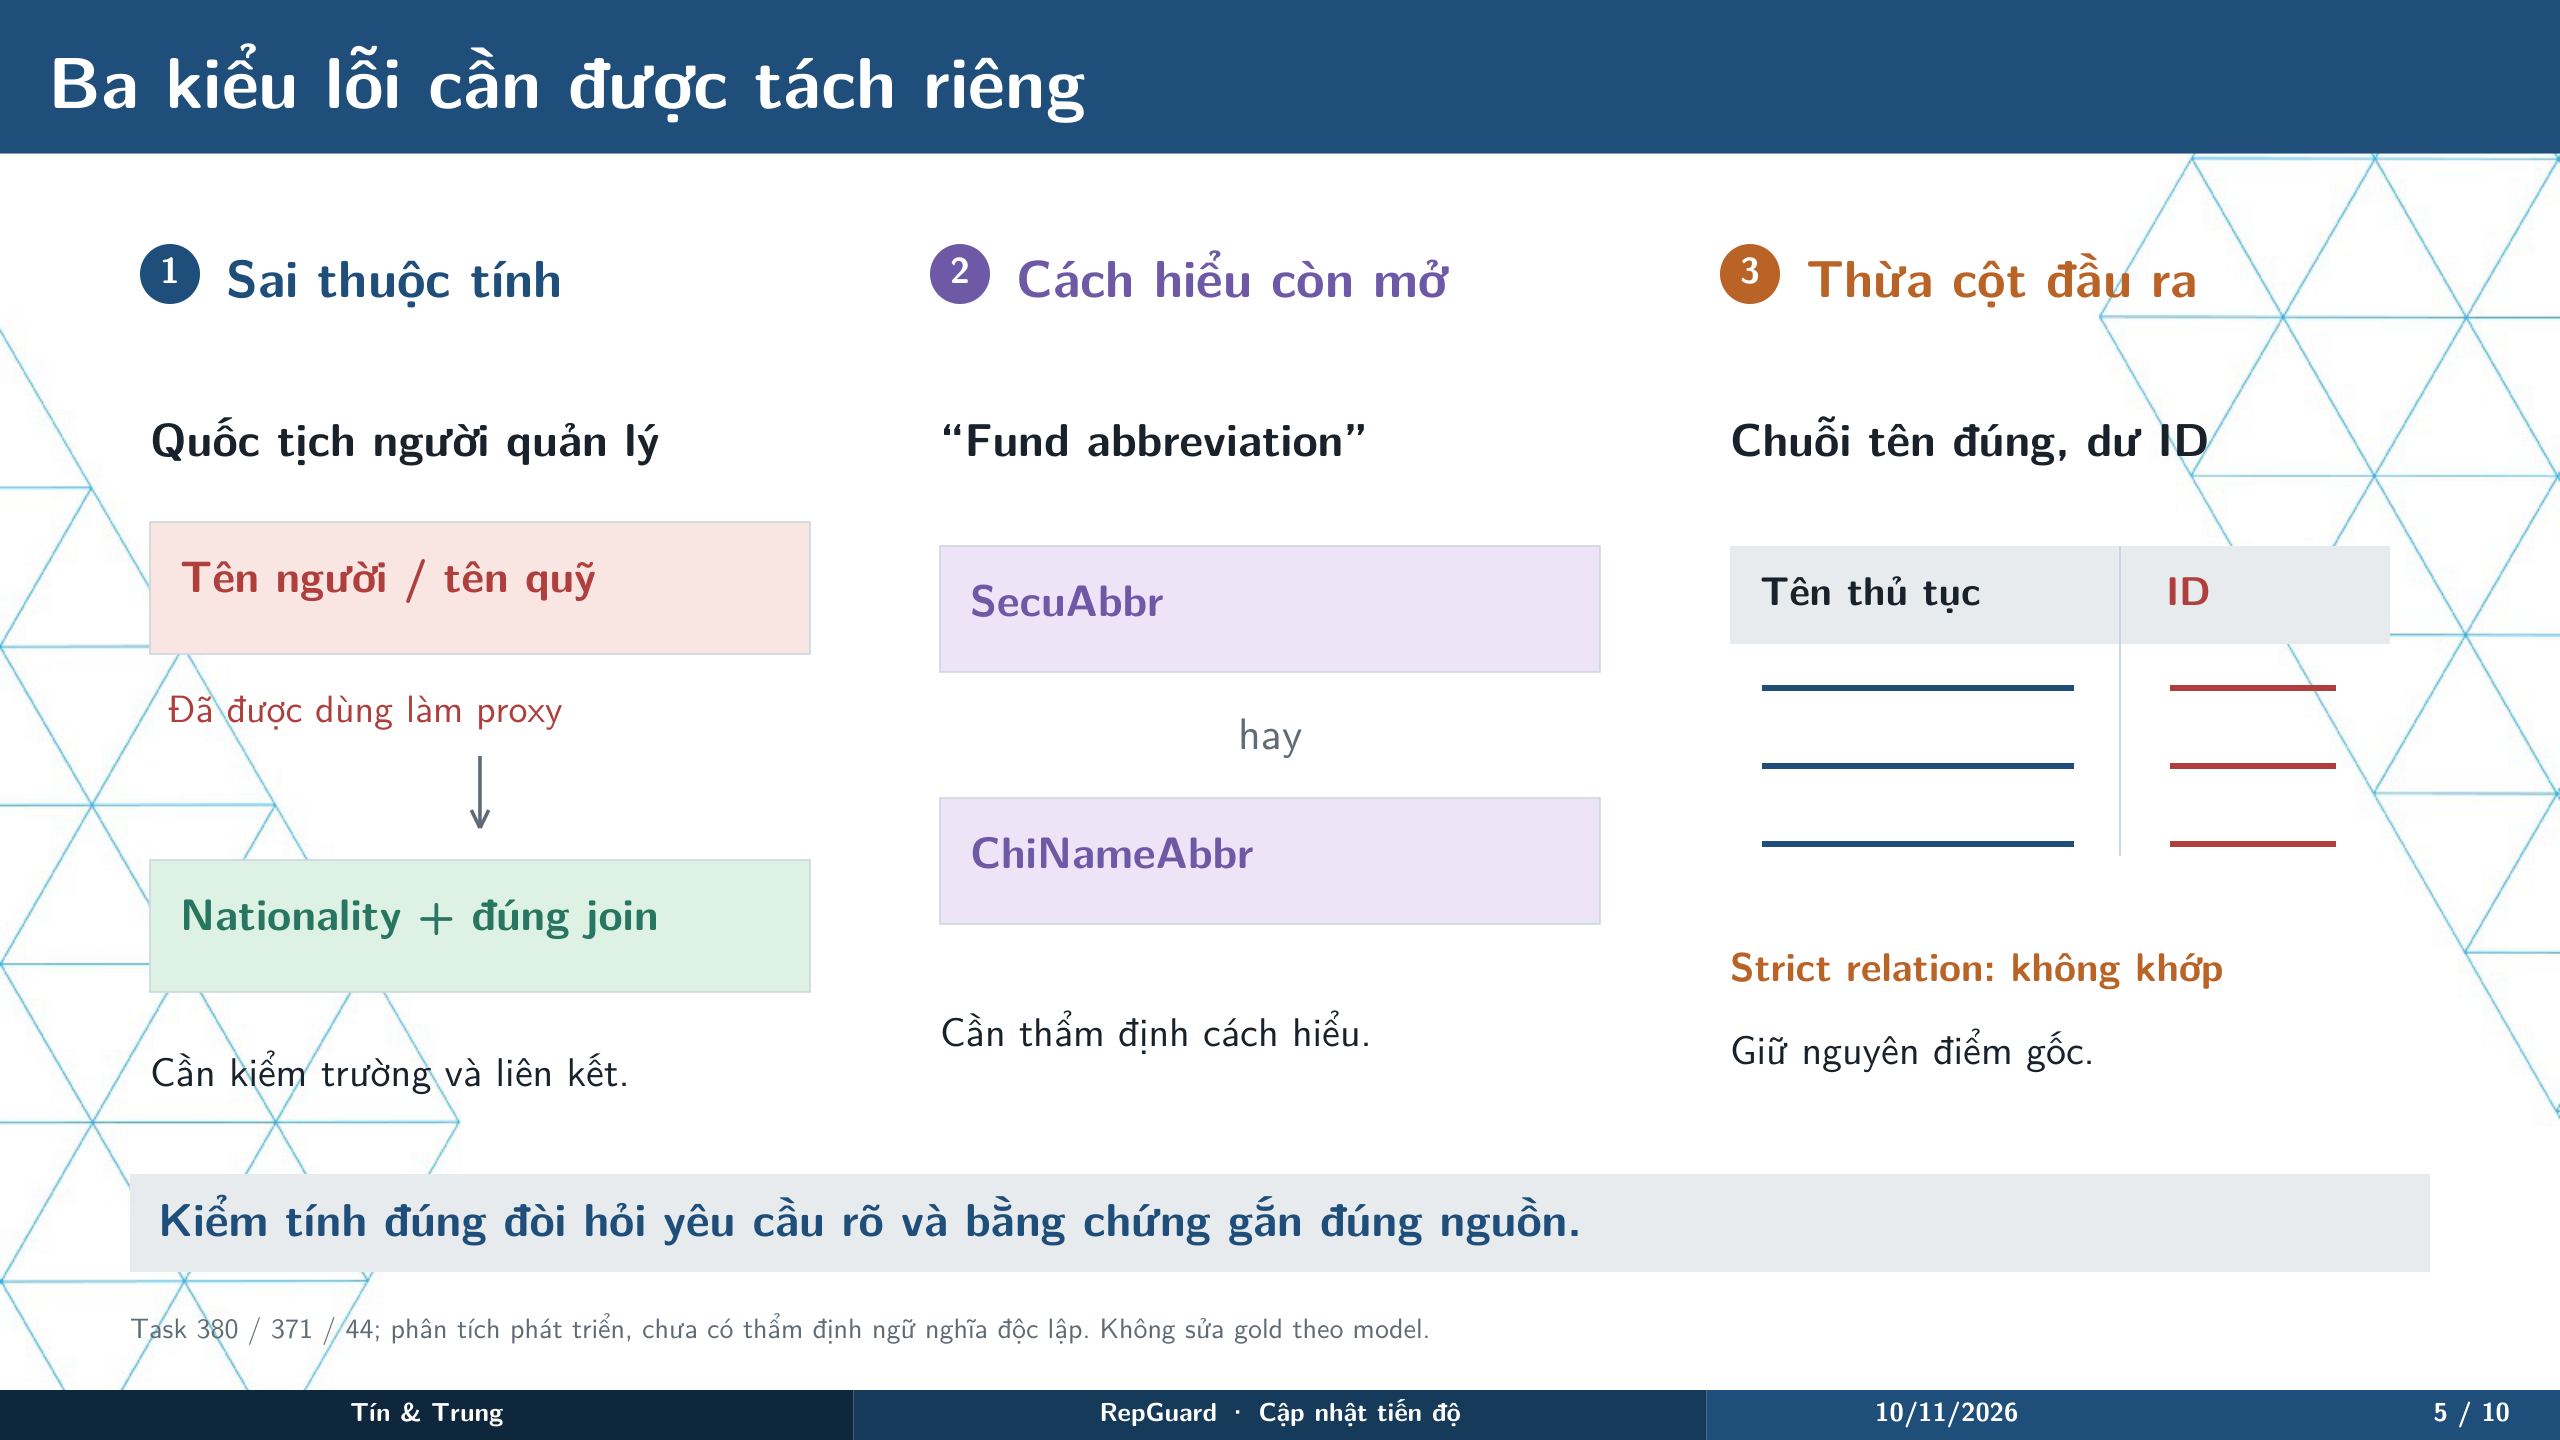 Ba kiểu lỗi cần được tách riêng
1 Sai thuộc tính
Quốc tịch người quản lý
Tên người / tên quỹ
Đã được dùng làm proxy
Nationality + đúng join
Cần kiểm trường và liên kết.
2 Cách hiểu còn mở
“Fund abbreviation”
SecuAbbr
hay
ChiNameAbbr
Cần thẩm định cách hiểu.
3 Thừa cột đầu ra
Chuỗi tên đúng, dư ID
Tên thủ tục ID
Strict relation: không khớp
Giữ nguyên điểm gốc.
Kiểm tính đúng đòi hỏi yêu cầu rõ và bằng chứng gắn đúng nguồn.
Task 380 / 371 / 44; phân tích phát triển, chưa có thẩm định ngữ nghĩa độc lập. Không sửa gold theo model.
Tín & Trung RepGuard · Cập nhật tiến độ 10/11/2026 5 / 10